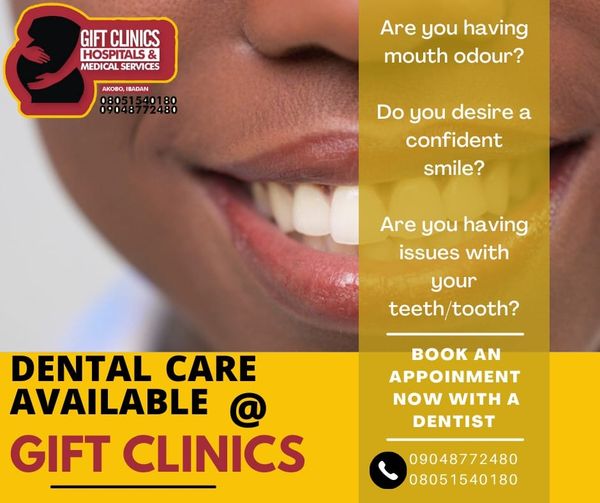 GIFT CLINICS
HOSPITALS &
MEDICAL SERVICES
AKOBO, IBADAN
08051540180
09048772480
Are you having
mouth odour?
Do you desire a
confident
smile?
Are you having
issues with
your
teeth/tooth?
BOOK AN
APPOINMENT
NOW WITH A
DENTIST
09048772480
08051540180
DENTAL CARE
AVAILABLE @
GIFT CLINICS